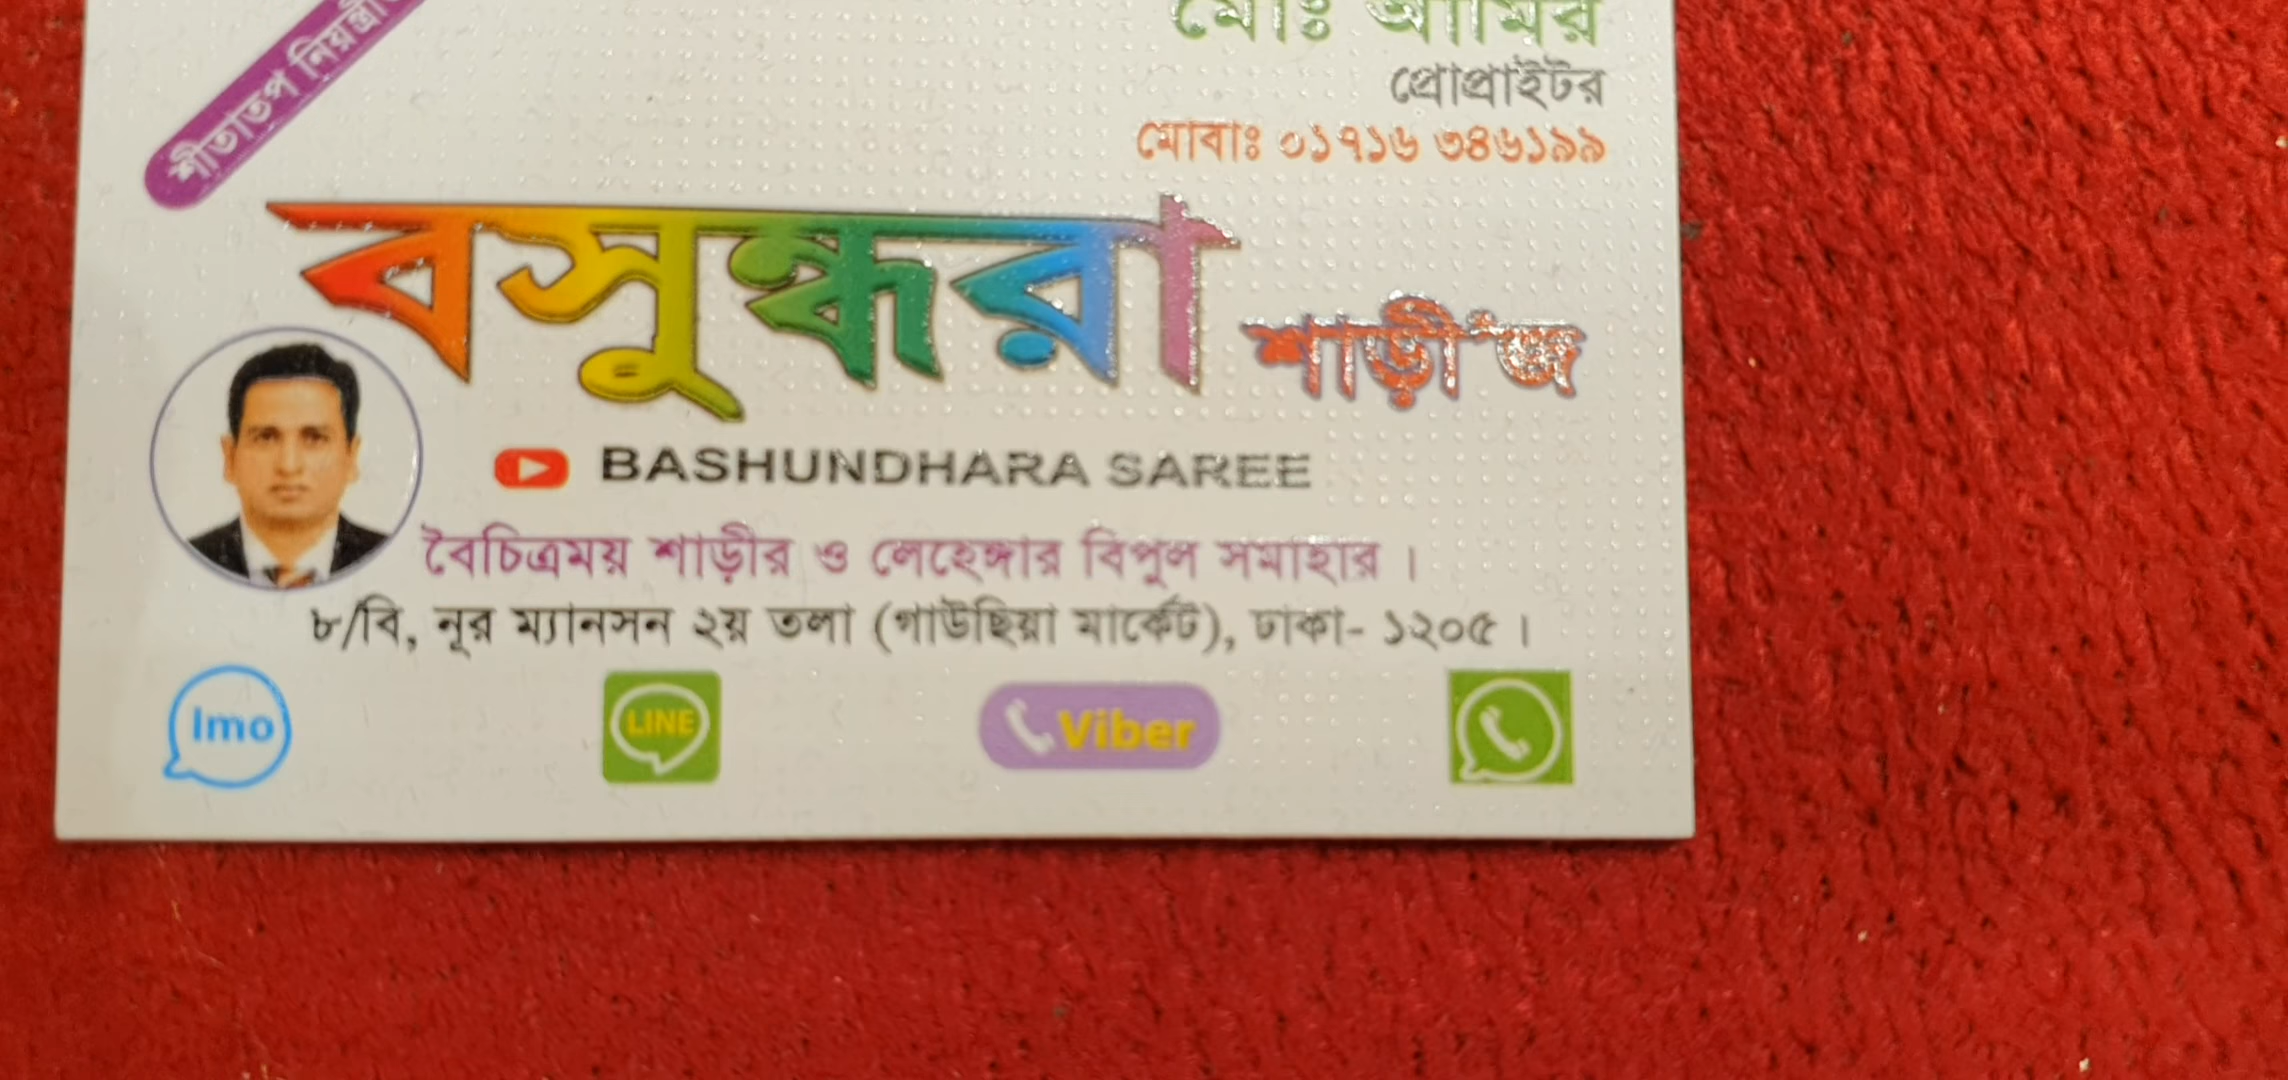 শীতাতপ নিয়ন্ত্রীত
মোঃ আমির
প্রোপ্রাইটর
মোবাঃ ০১৭১৬ ৩৪৬১৯৯
বসুন্ধরা শাড়ী'জ
BASHUNDHARA SAREE
বৈচিত্রময় শাড়ীর ও লেহেঙ্গার বিপুল সমাহার ।
৮/বি, নূর ম্যানসন ২য় তলা (গাউছিয়া মার্কেট), ঢাকা- ১২০৫ ।
Imo LINE Viber